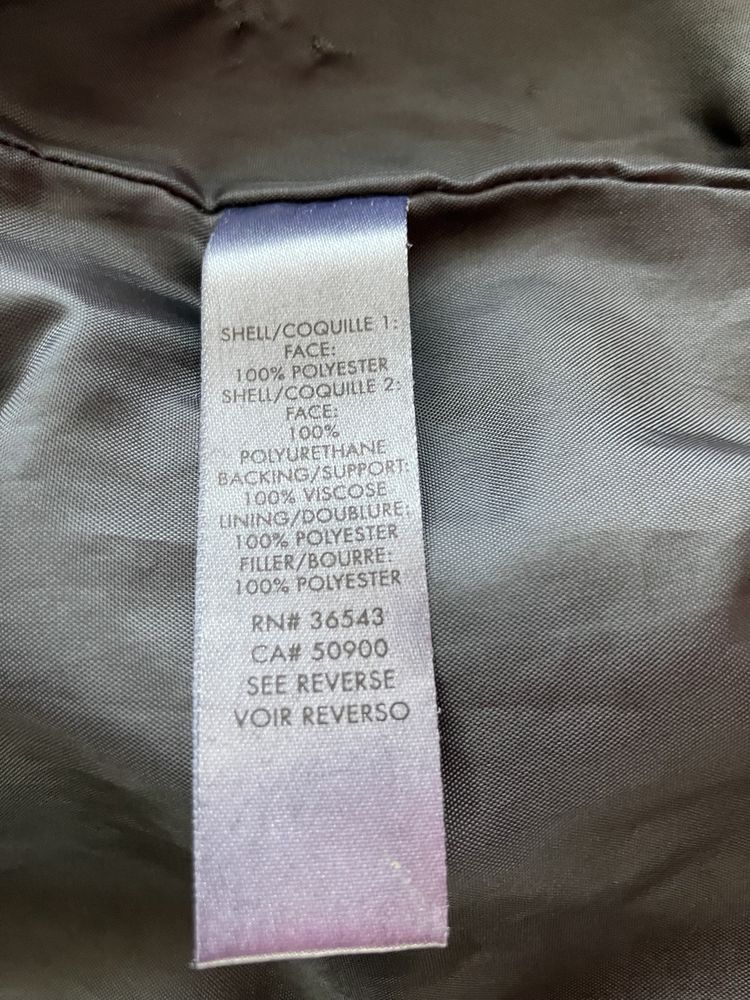 SHELL/COQUILLE 1:
FACE:
100% POLYESTER
SHELL/COQUILLE 2:
FACE:
100%
POLYURETHANE
BACKING/SUPPORT:
100% VISCOSE
LINING/DOUBLURE:
100% POLYESTER
FILLER/BOURRE:
100% POLYESTER
RN# 36543
CA# 50900
SEE REVERSE
VOIR REVERSO